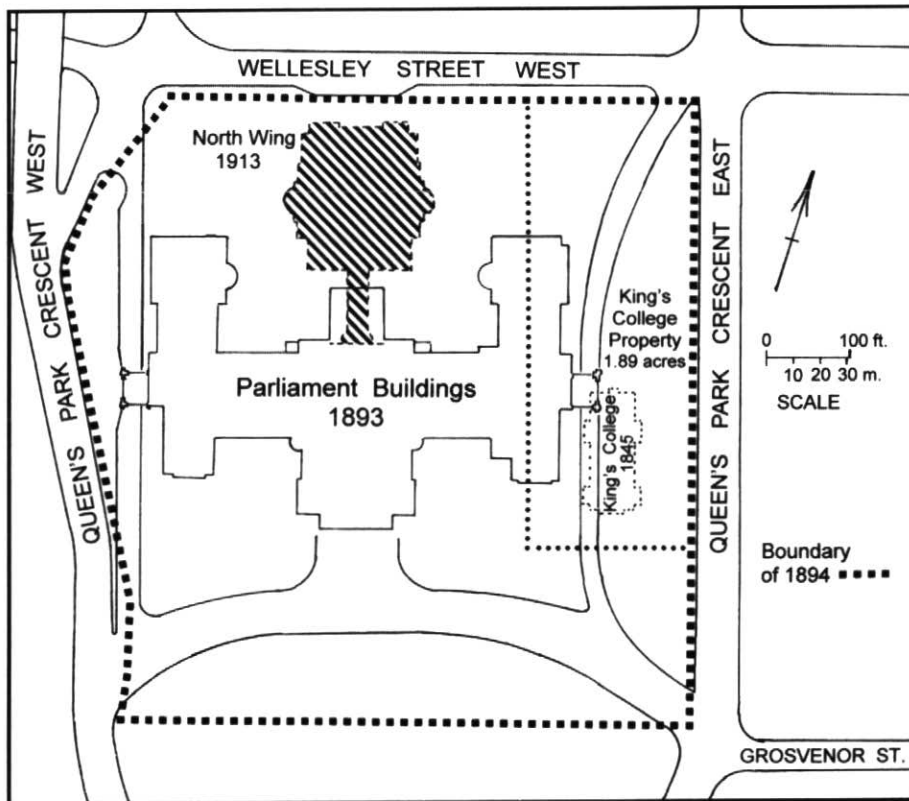 WELLESLEY STREET WEST
North Wing
1913
QUEEN'S PARK CRESCENT WEST
QUEEN'S PARK CRESCENT EAST
King's
College
Property
1.89 acres
0 100 ft.
10 20 30 m.
SCALE
Parliament Buildings
1893
King's College
1845
Boundary
of 1894
GROSVENOR ST.